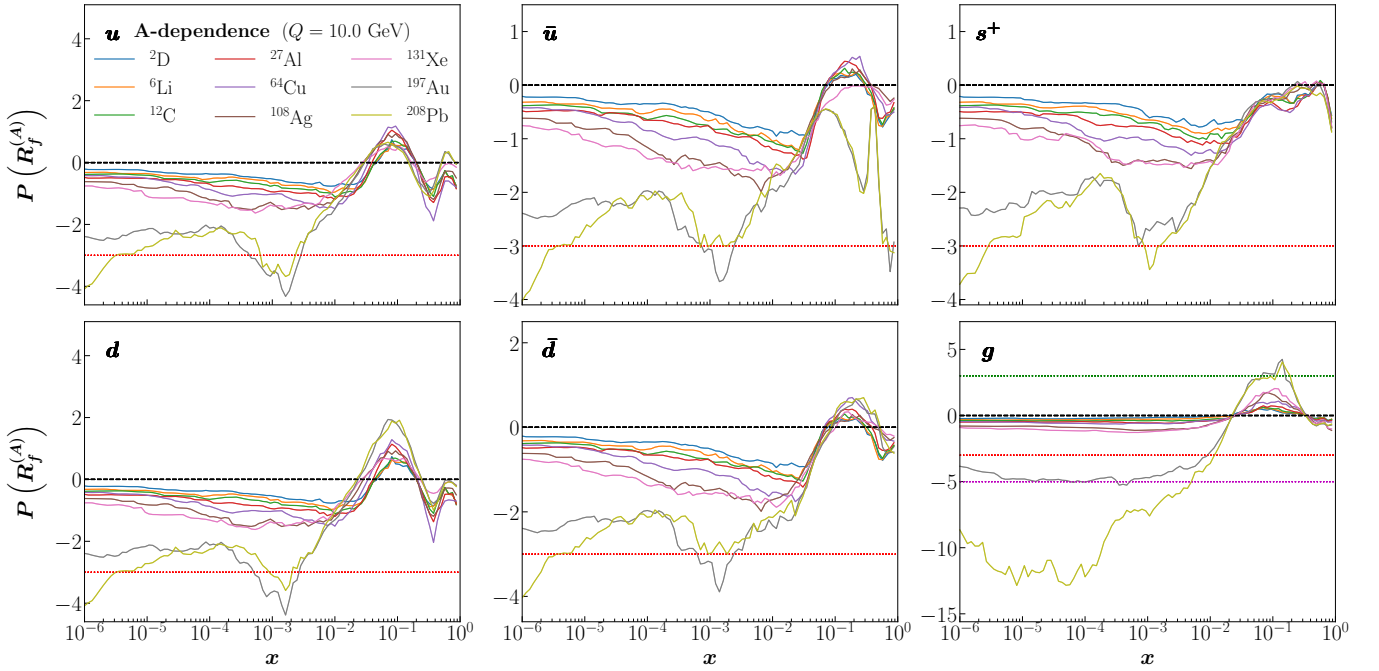 u A-dependence (Q = 10.0 GeV)
²D ²⁷Al ¹³¹Xe
⁶Li ⁶⁴Cu ¹⁹⁷Au
¹²C ¹⁰⁸Ag ²⁰⁸Pb
P (R_f^(A))
4
2
0
−2
−4
ū
1
0
−1
−2
−3
−4
s⁺
1
0
−1
−2
−3
−4
d
P (R_f^(A))
4
2
0
−2
−4
10⁻⁶ 10⁻⁵ 10⁻⁴ 10⁻³ 10⁻² 10⁻¹ 10⁰
x
d̄
2
0
−2
−4
10⁻⁶ 10⁻⁵ 10⁻⁴ 10⁻³ 10⁻² 10⁻¹ 10⁰
x
g
5
0
−5
−10
−15
10⁻⁶ 10⁻⁵ 10⁻⁴ 10⁻³ 10⁻² 10⁻¹ 10⁰
x